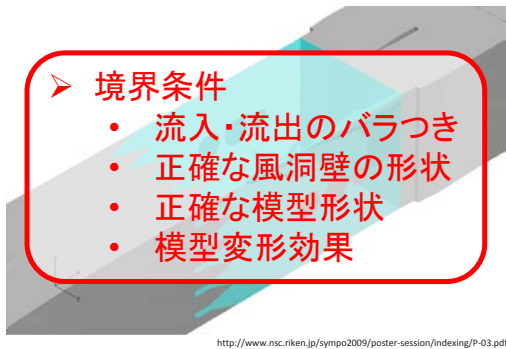 ➢ 境界条件
• 流入・流出のバラつき
• 正確な風洞壁の形状
• 正確な模型形状
• 模型変形効果
http://www.nsc.riken.jp/sympo2009/poster-session/indexing/P-03.pdf